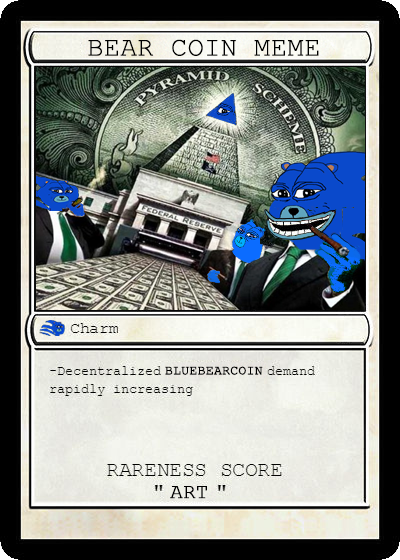 BEAR COIN MEME
PYRAMID SCHEME
FEDERAL RESERVE
Charm
-Decentralized BLUEBEARCOIN demand
rapidly increasing
RARENESS SCORE
"ART"